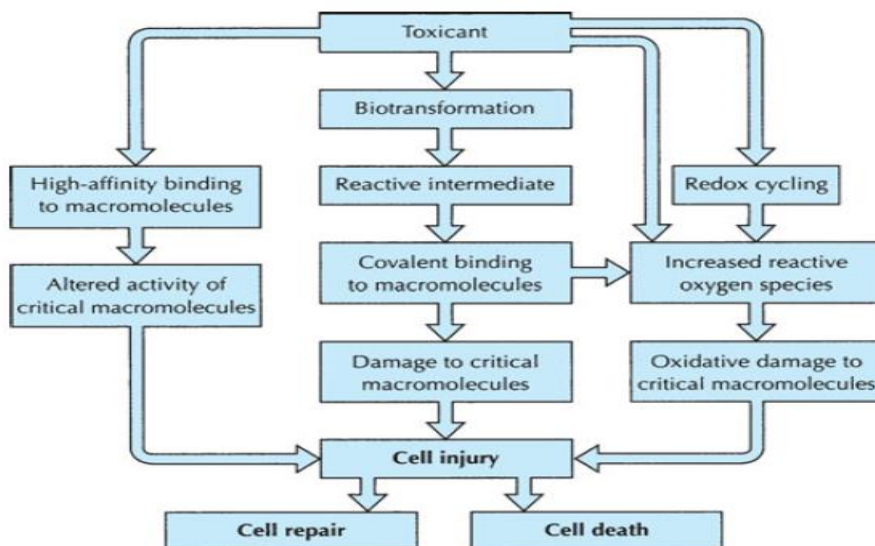 Toxicant
Biotransformation
High-affinity binding
to macromolecules
Reactive intermediate
Redox cycling
Altered activity of
critical macromolecules
Covalent binding
to macromolecules
Increased reactive
oxygen species
Damage to critical
macromolecules
Oxidative damage to
critical macromolecules
Cell injury
Cell repair
Cell death